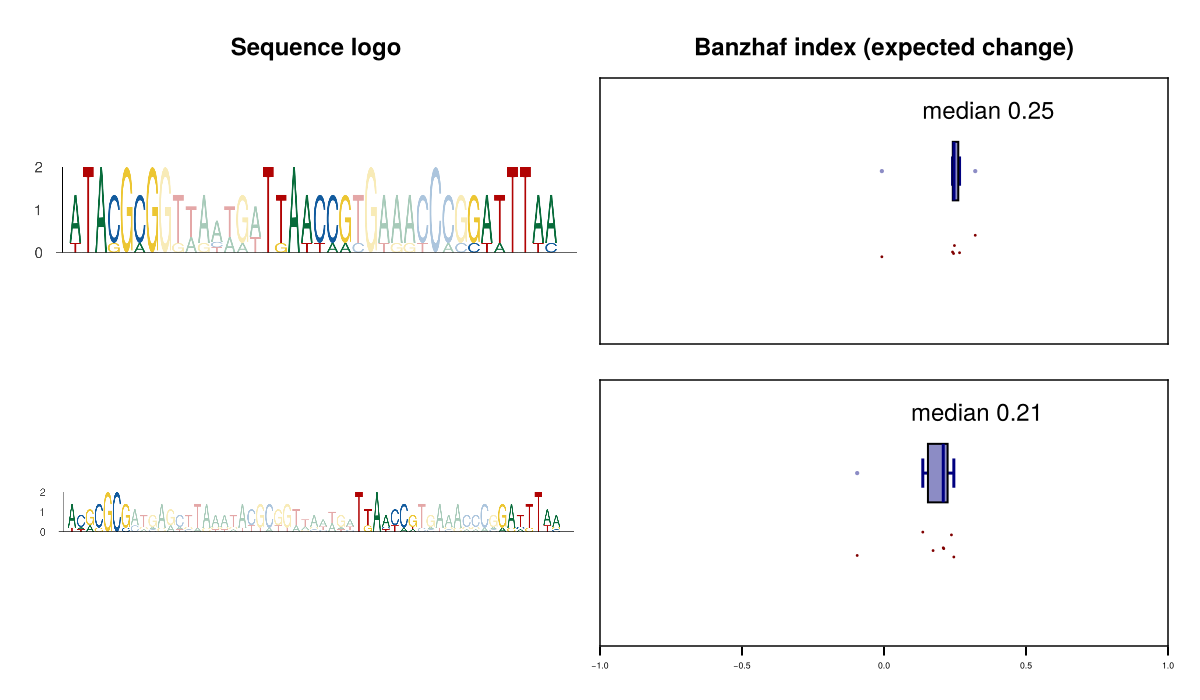 Sequence logo
Banzhaf index (expected change)
median 0.25
2
1
0
ATACGCGGTTAATGATTAACCGTGAAACCCGGATTTAA
median 0.21
2
1
0
−1.0 −0.5 0.0 0.5 1.0